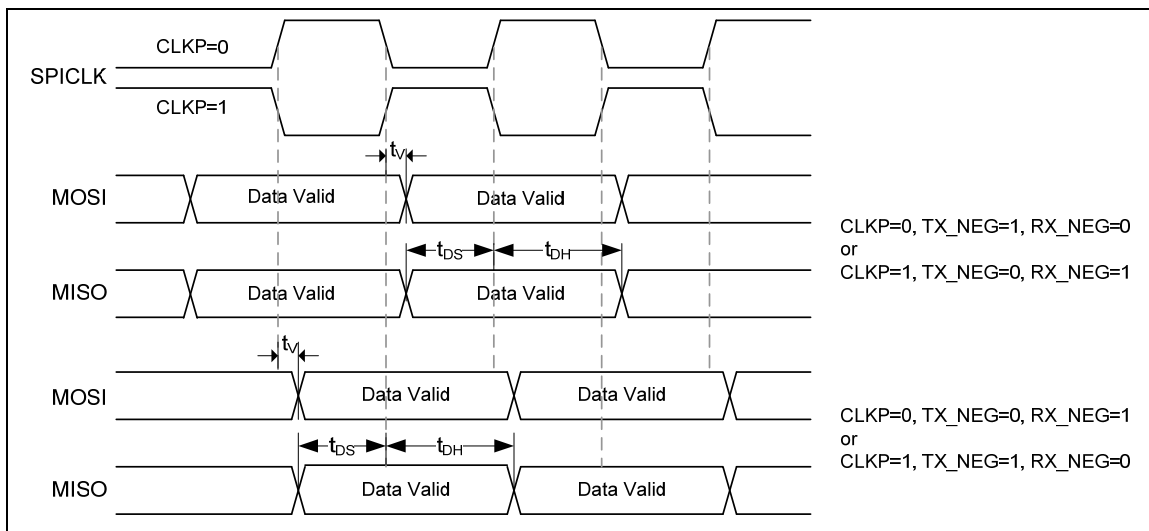 CLKP=0
SPICLK
CLKP=1
tV
MOSI
Data Valid
Data Valid
CLKP=0, TX_NEG=1, RX_NEG=0
or
CLKP=1, TX_NEG=0, RX_NEG=1
tDS
tDH
MISO
Data Valid
Data Valid
tV
MOSI
Data Valid
Data Valid
CLKP=0, TX_NEG=0, RX_NEG=1
or
CLKP=1, TX_NEG=1, RX_NEG=0
tDS
tDH
MISO
Data Valid
Data Valid